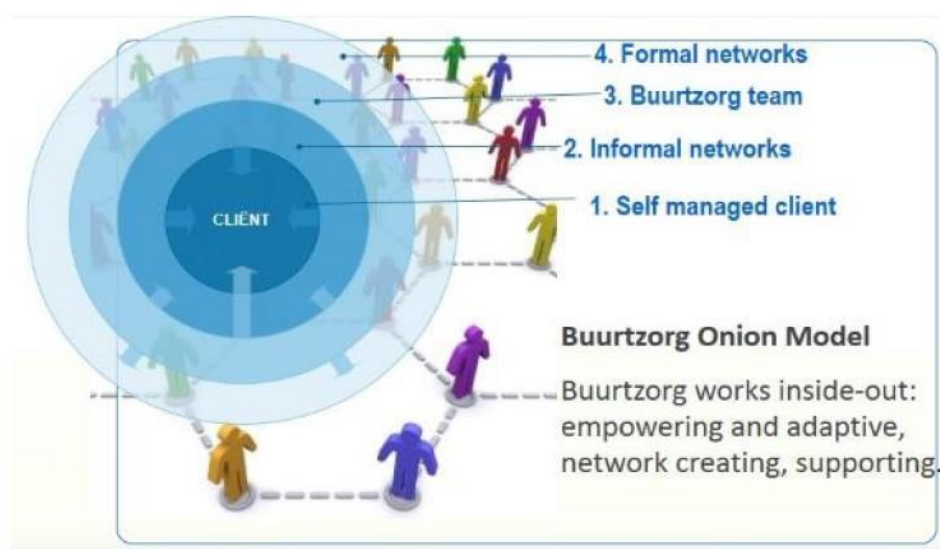 4. Formal networks
3. Buurtzorg team
2. Informal networks
1. Self managed client
CLIËNT
Buurtzorg Onion Model
Buurtzorg works inside-out:
empowering and adaptive,
network creating, supporting.